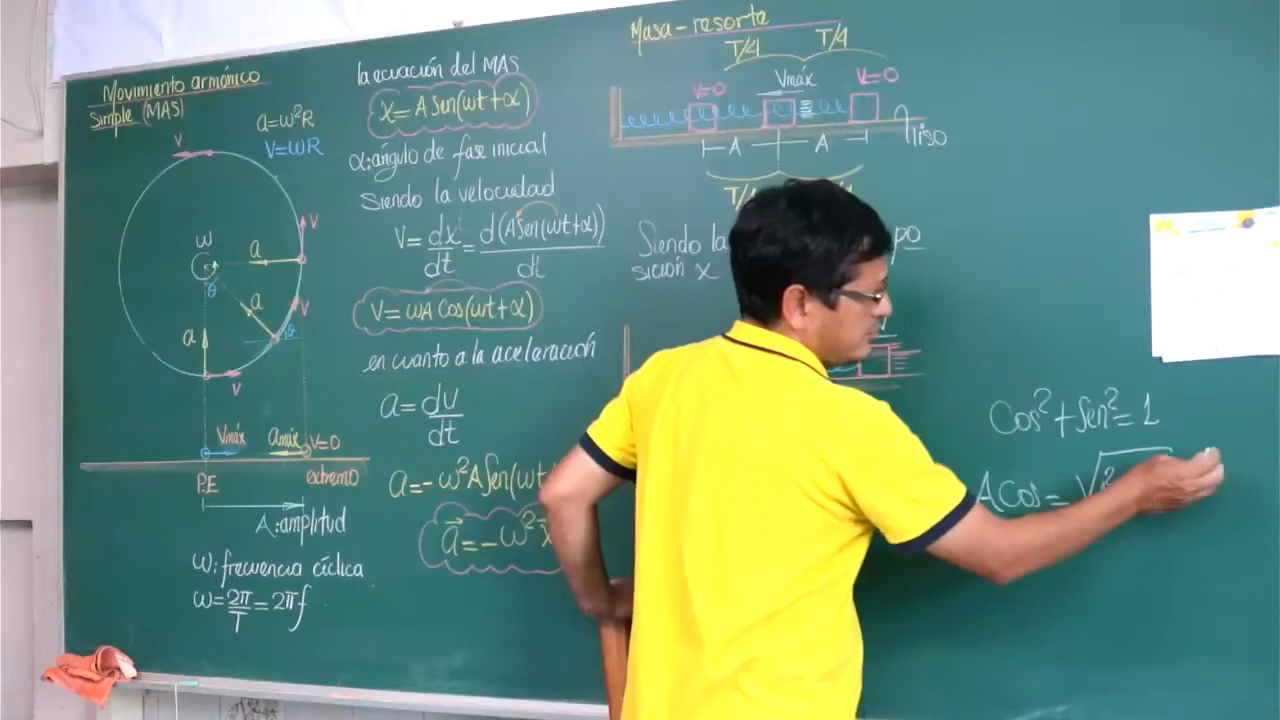 Movimiento armónico
Simple (MAS)
a=ω²R
V=ωR
V
V
ω
a
θ
a
V
θ
a
V
Vmáx
amáx
V=0
P.E
extremo
A:amplitud
ω: frecuencia cíclica
ω=2π/T=2πf
la ecuación del MAS
x=A Sen(ωt+α)
α:ángulo de fase inicial
Siendo la velocidad
V=dx/dt=d(ASen(ωt+α))/dt
V=ωA Cos(ωt+α)
en cuanto a la aceleración
a=dv/dt
a=-ω²ASen(ωt
a=-ω²x
Masa-resorte
T/4 T/4
V=0 Vmáx V=0
liso
A A
T/4
Siendo la po
sición x
Cos²+Sen²=1
ACos=√